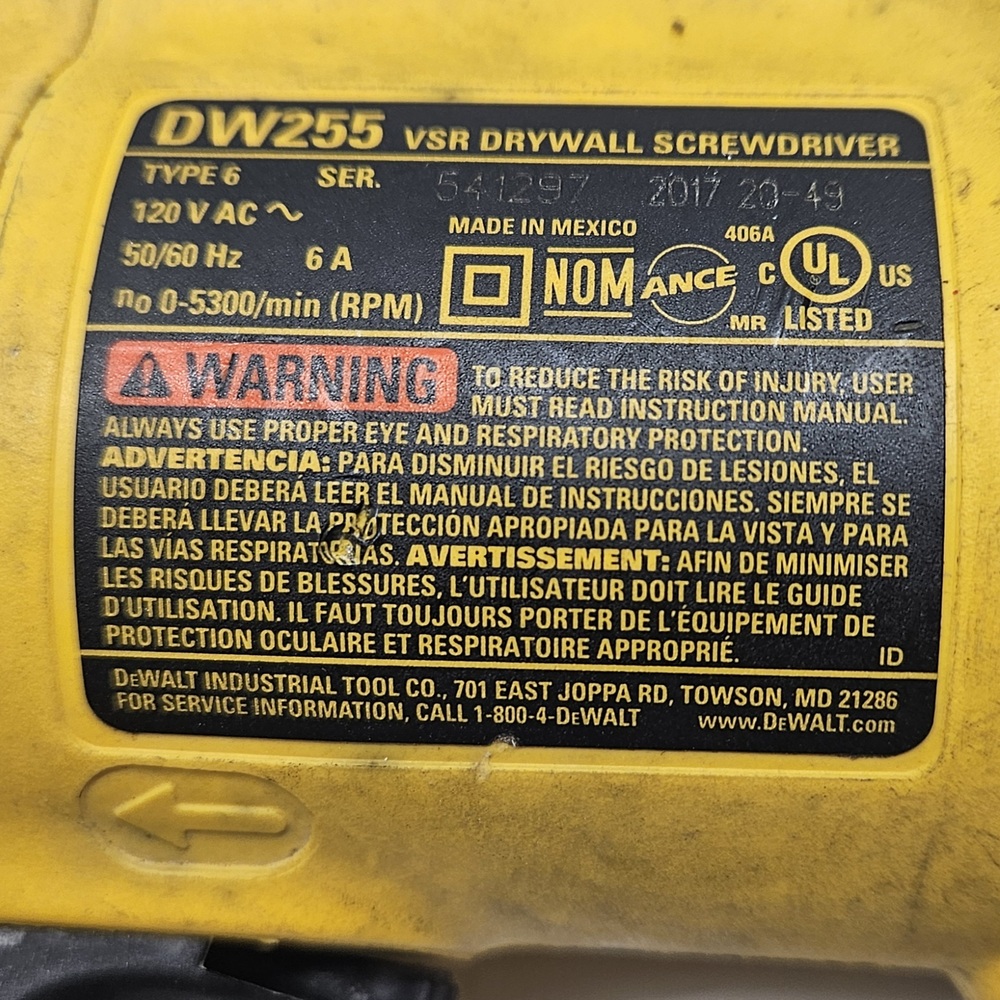 DW255 VSR DRYWALL SCREWDRIVER
TYPE 6 SER. 541297 2017 20-49
120 V AC ~
MADE IN MEXICO
50/60 Hz 6 A
NOM ANCE MR
406A
C UL US
LISTED
no 0-5300/min (RPM)
WARNING TO REDUCE THE RISK OF INJURY, USER
MUST READ INSTRUCTION MANUAL.
ALWAYS USE PROPER EYE AND RESPIRATORY PROTECTION.
ADVERTENCIA: PARA DISMINUIR EL RIESGO DE LESIONES, EL
USUARIO DEBERÁ LEER EL MANUAL DE INSTRUCCIONES. SIEMPRE SE
DEBERÁ LLEVAR LA PROTECCIÓN APROPIADA PARA LA VISTA Y PARA
LAS VÍAS RESPIRATORIAS. AVERTISSEMENT: AFIN DE MINIMISER
LES RISQUES DE BLESSURES, L'UTILISATEUR DOIT LIRE LE GUIDE
D'UTILISATION. IL FAUT TOUJOURS PORTER DE L'ÉQUIPEMENT DE
PROTECTION OCULAIRE ET RESPIRATOIRE APPROPRIÉ. ID
DEWALT INDUSTRIAL TOOL CO., 701 EAST JOPPA RD, TOWSON, MD 21286
FOR SERVICE INFORMATION, CALL 1-800-4-DEWALT www.DEWALT.com